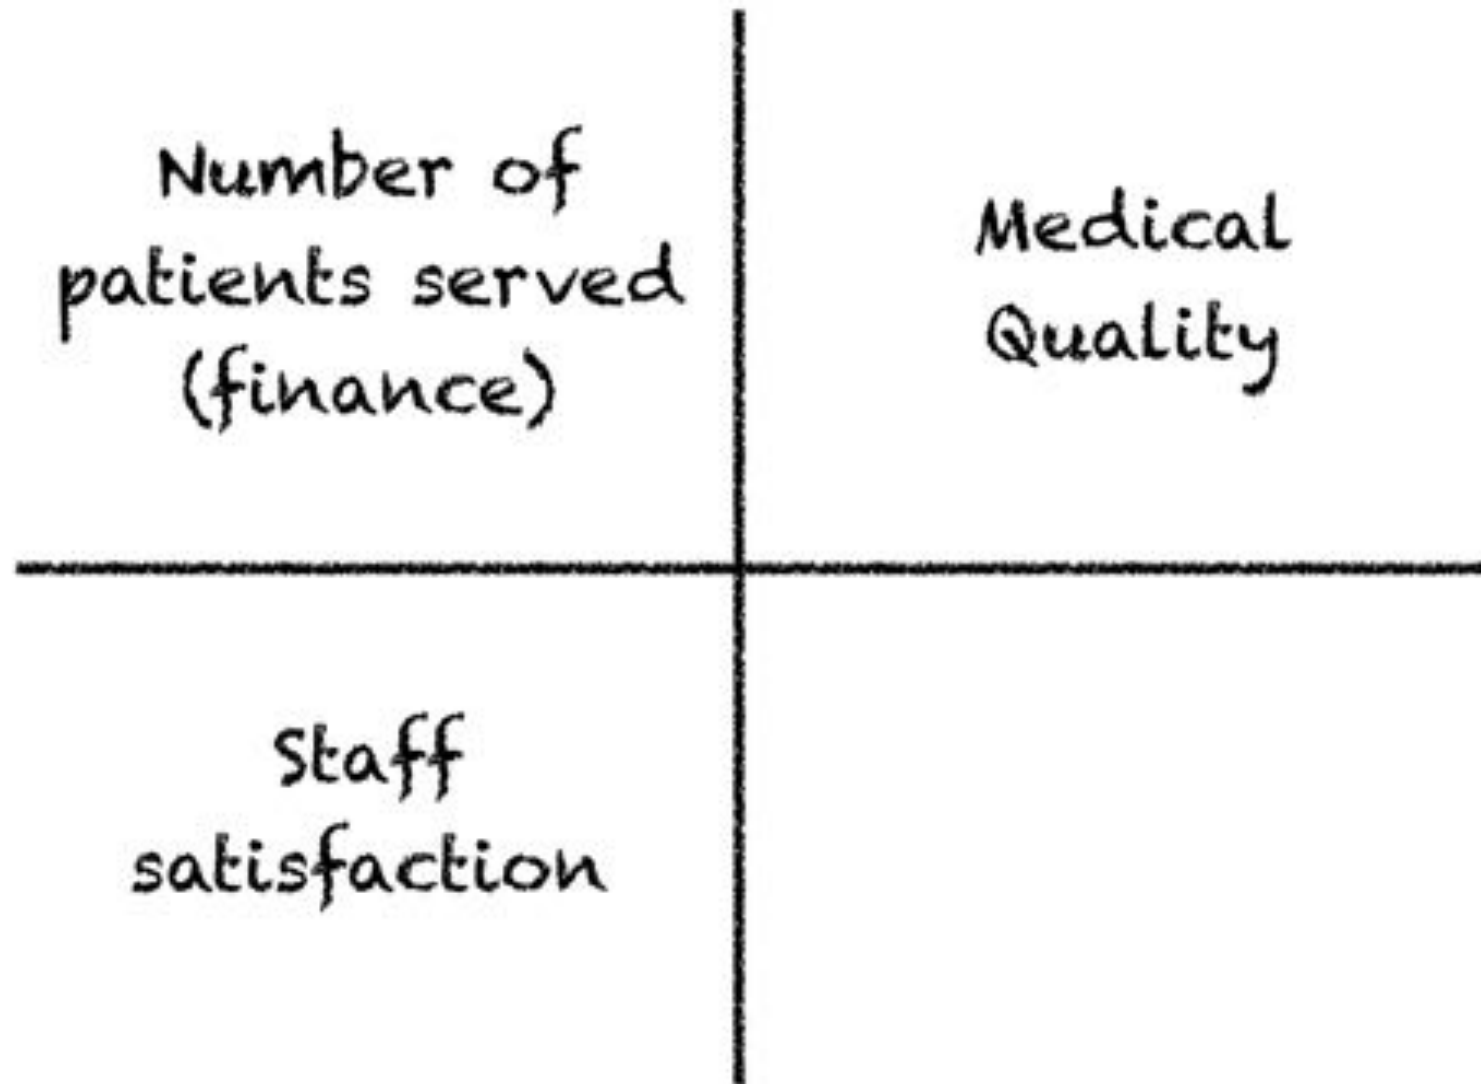 Number of
patients served
(finance)
Medical
Quality
Staff
satisfaction